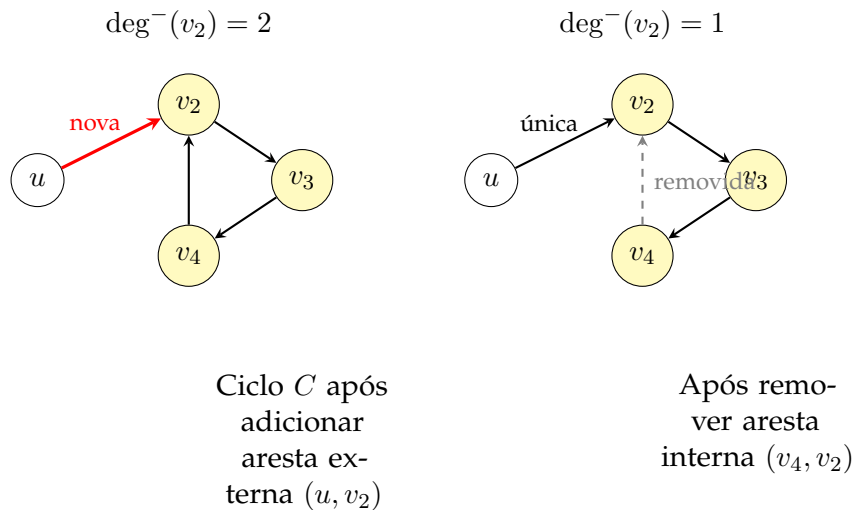 deg⁻(v₂) = 2
deg⁻(v₂) = 1
v₂
nova
u
v₃
v₄
v₂
única
u
removida
v₃
v₄
Ciclo C após
adicionar
aresta ex-
terna (u, v₂)
Após remo-
ver aresta
interna (v₄, v₂)